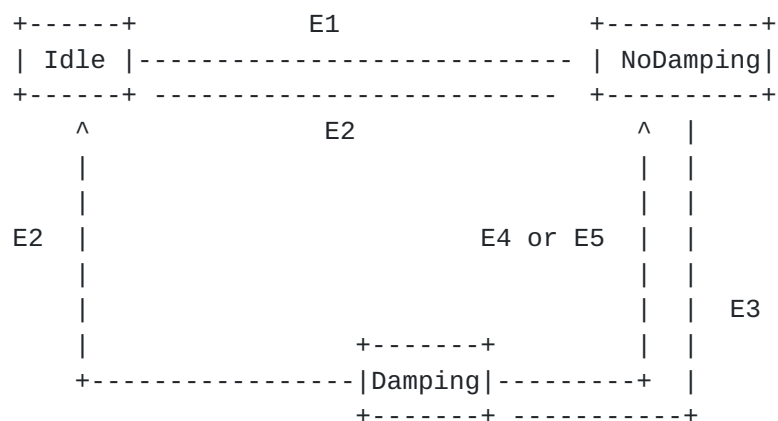 E1
Idle NoDamping
E2
E2 E4 or E5
E3
Damping